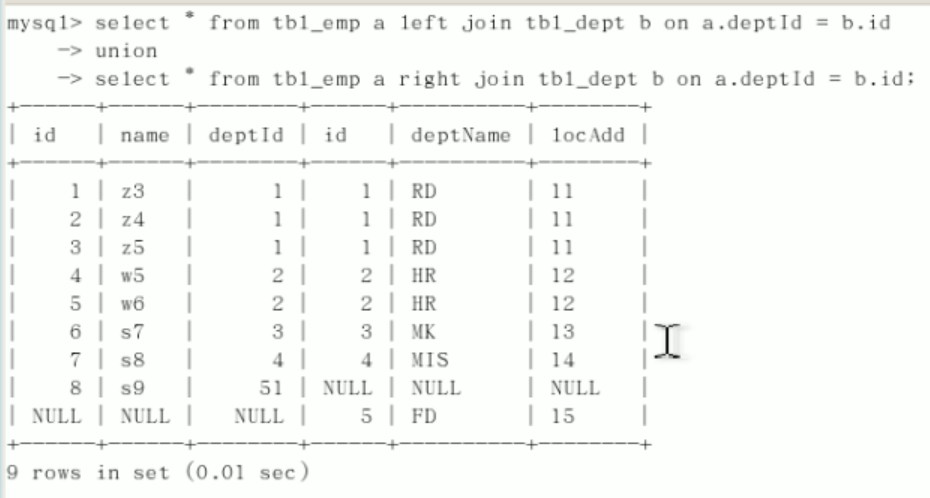 mysql> select * from tbl_emp a left join tbl_dept b on a.deptId = b.id
    -> union
    -> select * from tbl_emp a right join tbl_dept b on a.deptId = b.id;
+------+------+--------+------+----------+--------+
| id   | name | deptId | id   | deptName | locAdd |
+------+------+--------+------+----------+--------+
|    1 | z3   |      1 |    1 | RD       | 11     |
|    2 | z4   |      1 |    1 | RD       | 11     |
|    3 | z5   |      1 |    1 | RD       | 11     |
|    4 | w5   |      2 |    2 | HR       | 12     |
|    5 | w6   |      2 |    2 | HR       | 12     |
|    6 | s7   |      3 |    3 | MK       | 13     |
|    7 | s8   |      4 |    4 | MIS      | 14     |
|    8 | s9   |     51 | NULL | NULL     | NULL   |
| NULL | NULL |   NULL |    5 | FD       | 15     |
+------+------+--------+------+----------+--------+
9 rows in set (0.01 sec)